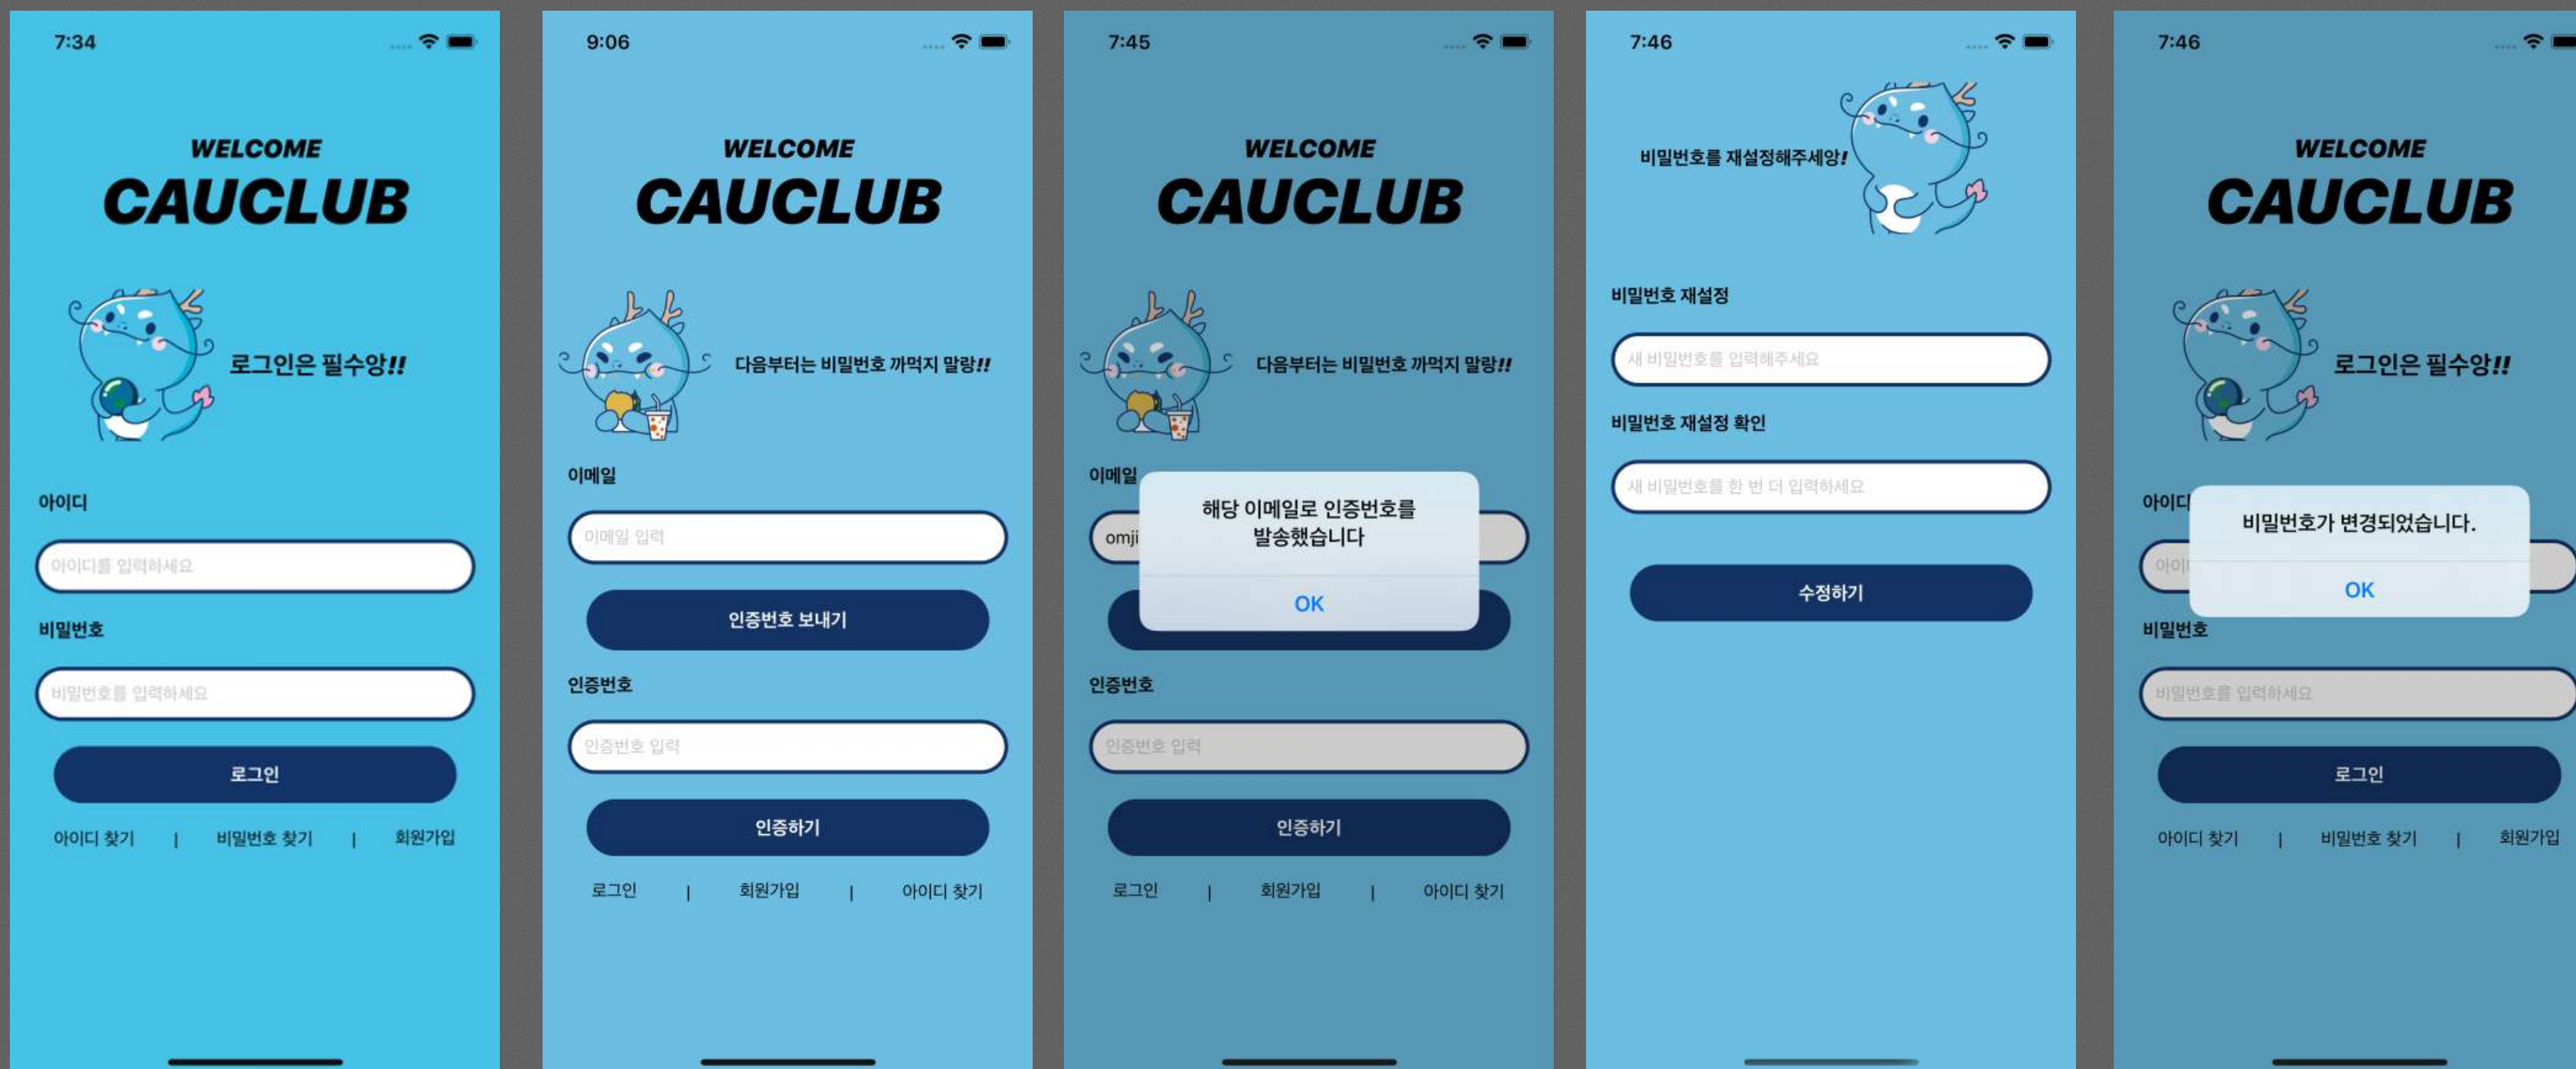 7:34
WELCOME
CAUCLUB
로그인은 필수앙!!
아이디
아이디를 입력하세요
비밀번호
비밀번호를 입력하세요
로그인
아이디 찾기 | 비밀번호 찾기 | 회원가입
9:06
WELCOME
CAUCLUB
다음부터는 비밀번호 까먹지 말랑!!
이메일
이메일 입력
인증번호 보내기
인증번호
인증번호 입력
인증하기
로그인 | 회원가입 | 아이디 찾기
7:45
WELCOME
CAUCLUB
다음부터는 비밀번호 까먹지 말랑!!
이메일
해당 이메일로 인증번호를
발송했습니다
omji
OK
인증번호
인증번호 입력
인증하기
로그인 | 회원가입 | 아이디 찾기
7:46
비밀번호를 재설정해주세앙!
비밀번호 재설정
새 비밀번호를 입력해주세요
비밀번호 재설정 확인
새 비밀번호를 한 번 더 입력하세요
수정하기
7:46
WELCOME
CAUCLUB
로그인은 필수앙!!
아이디
비밀번호가 변경되었습니다.
아이
OK
비밀번호
비밀번호를 입력하세요
로그인
아이디 찾기 | 비밀번호 찾기 | 회원가입